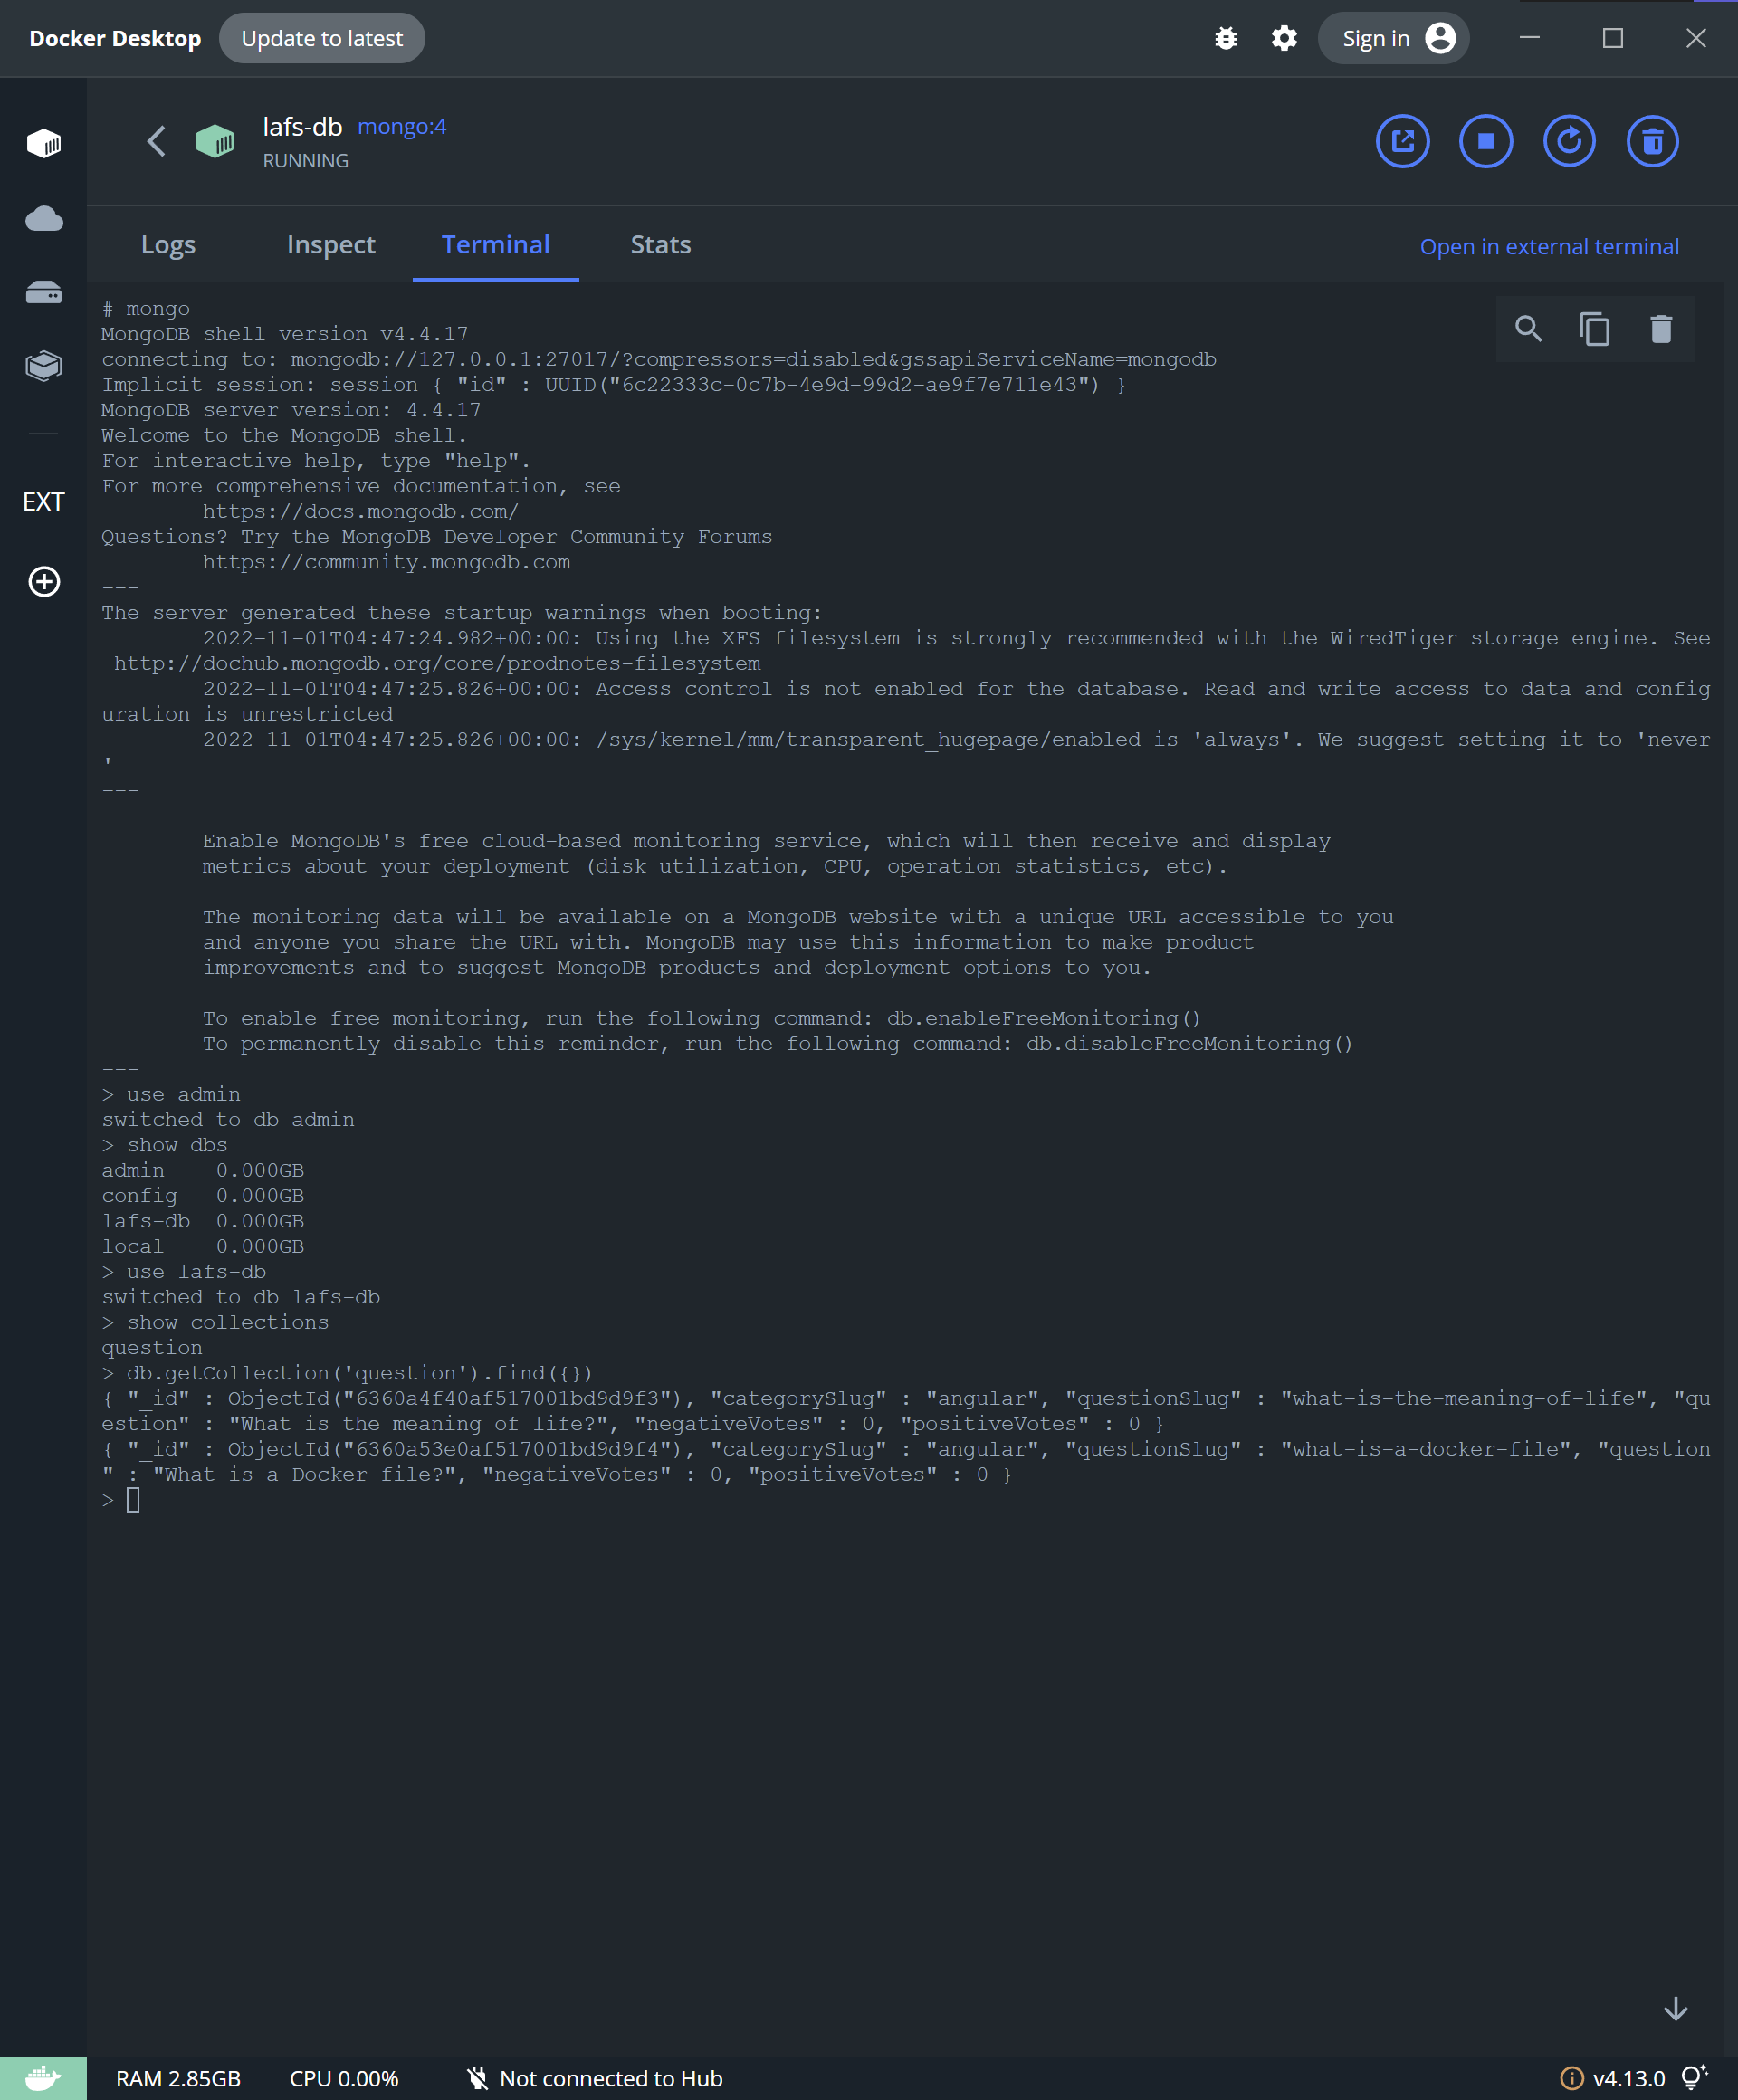 Docker Desktop Update to latest Sign in
lafs-db mongo:4
RUNNING
Logs Inspect Terminal Stats Open in external terminal
EXT
# mongo
MongoDB shell version v4.4.17
connecting to: mongodb://127.0.0.1:27017/?compressors=disabled&gssapiServiceName=mongodb
Implicit session: session { "id" : UUID("6c22333c-0c7b-4e9d-99d2-ae9f7e711e43") }
MongoDB server version: 4.4.17
Welcome to the MongoDB shell.
For interactive help, type "help".
For more comprehensive documentation, see
https://docs.mongodb.com/
Questions? Try the MongoDB Developer Community Forums
https://community.mongodb.com
---
The server generated these startup warnings when booting:
2022-11-01T04:47:24.982+00:00: Using the XFS filesystem is strongly recommended with the WiredTiger storage engine. See
http://dochub.mongodb.org/core/prodnotes-filesystem
2022-11-01T04:47:25.826+00:00: Access control is not enabled for the database. Read and write access to data and config
uration is unrestricted
2022-11-01T04:47:25.826+00:00: /sys/kernel/mm/transparent_hugepage/enabled is 'always'. We suggest setting it to 'never
'
---
---
Enable MongoDB's free cloud-based monitoring service, which will then receive and display
metrics about your deployment (disk utilization, CPU, operation statistics, etc).
The monitoring data will be available on a MongoDB website with a unique URL accessible to you
and anyone you share the URL with. MongoDB may use this information to make product
improvements and to suggest MongoDB products and deployment options to you.
To enable free monitoring, run the following command: db.enableFreeMonitoring()
To permanently disable this reminder, run the following command: db.disableFreeMonitoring()
---
> use admin
switched to db admin
> show dbs
admin    0.000GB
config   0.000GB
lafs-db  0.000GB
local    0.000GB
> use lafs-db
switched to db lafs-db
> show collections
question
> db.getCollection('question').find({})
{ "_id" : ObjectId("6360a4f40af517001bd9d9f3"), "categorySlug" : "angular", "questionSlug" : "what-is-the-meaning-of-life", "qu
estion" : "What is the meaning of life?", "negativeVotes" : 0, "positiveVotes" : 0 }
{ "_id" : ObjectId("6360a53e0af517001bd9d9f4"), "categorySlug" : "angular", "questionSlug" : "what-is-a-docker-file", "question
" : "What is a Docker file?", "negativeVotes" : 0, "positiveVotes" : 0 }
>
RAM 2.85GB CPU 0.00% Not connected to Hub v4.13.0